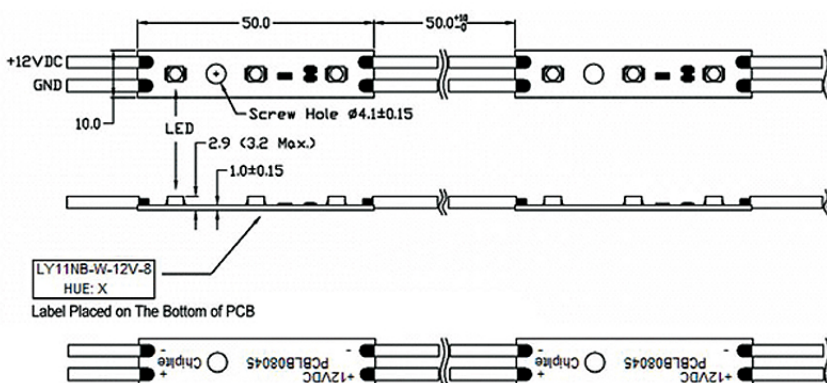 50.0
50.0 +10 -0
+12VDC
GND
10.0
LED
Screw Hole Ø4.1±0.15
2.9 (3.2 Max.)
1.0±0.15
LY11NB-W-12V-8
HUE: X
Label Placed on The Bottom of PCB
- Chiplite PCBLB08045 -
+ +12VDC
- Chiplite PCBLB08045 -
+ +12VDC